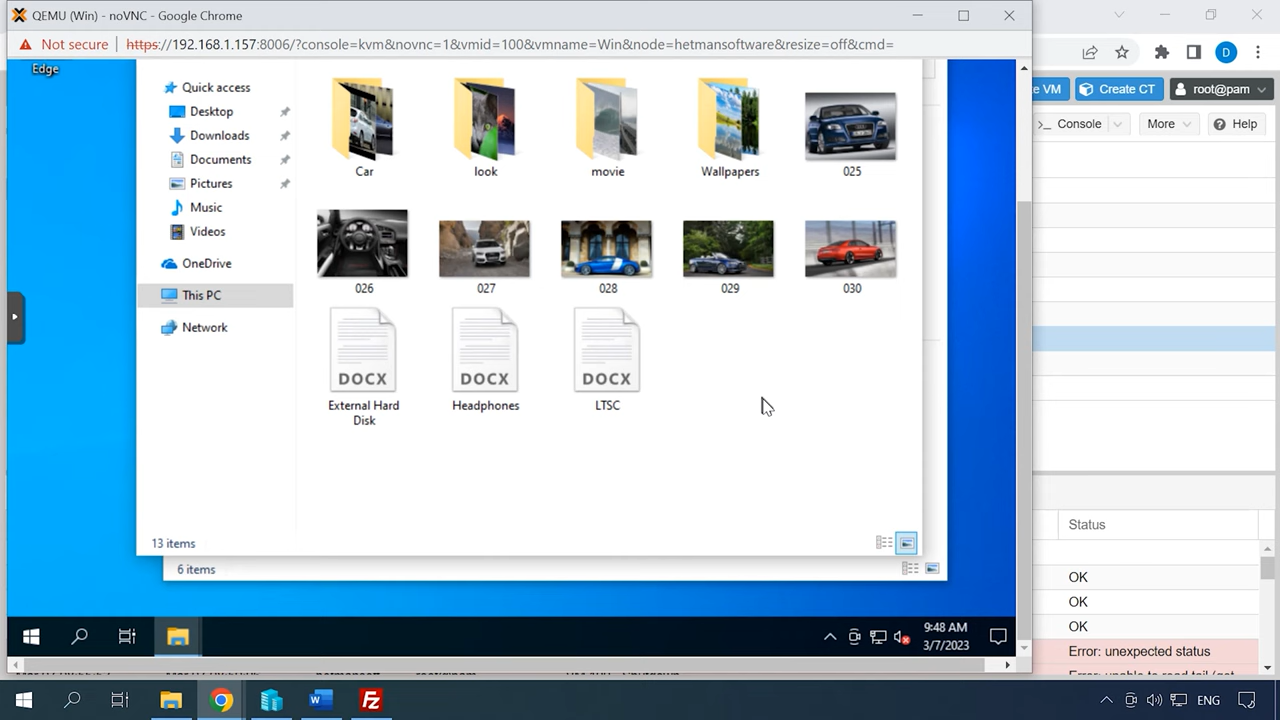 QEMU (Win) - noVNC - Google Chrome
Not secure | https://192.168.1.157:8006/?console=kvm&novnc=1&vmid=100&vmname=Win&node=hetmansoftware&resize=off&cmd=
Edge
Quick access
Desktop
Downloads
Documents
Pictures
Music
Videos
OneDrive
This PC
Network
Car
look
movie
Wallpapers
025
026
027
028
029
030
DOCX
DOCX
DOCX
External Hard
Disk
Headphones
LTSC
13 items
6 items
9:48 AM
3/7/2023
D
VM
Create CT
root@pam
>_ Console
More
Help
Status
OK
OK
OK
Error: unexpected status
ENG